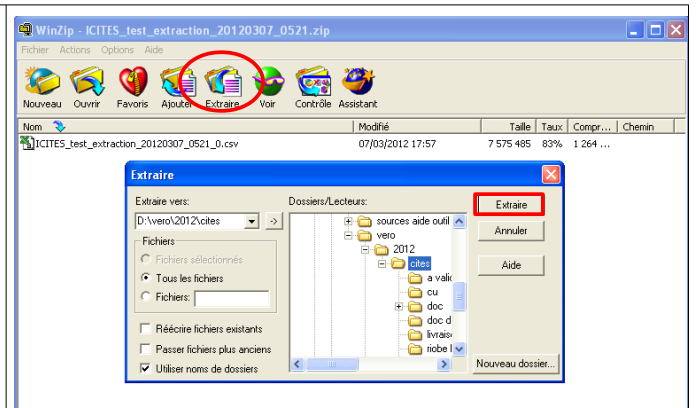 WinZip - ICITES_test_extraction_20120307_0521.zip
Fichier Actions Options Aide
Nouveau Ouvrir Favoris Ajouter Extraire Voir Contrôle Assistant
Nom Modifié Taille Taux Compr... Chemin
ICITES_test_extraction_20120307_0521_0.csv 07/03/2012 17:57 7 575 485 83% 1 264 ...
Extraire
Extraire vers: Dossiers/Lecteurs:
D:\vero\2012\cites
Extraire
Annuler
Aide
Fichiers
Fichiers sélectionnés
Tous les fichiers
Fichiers:
Réécrire fichiers existants
Passer fichiers plus anciens
Utiliser noms de dossiers
sources aide outil
vero
2012
cites
a valid
cu
doc
doc d
livraiso
riobe l
Nouveau dossier...